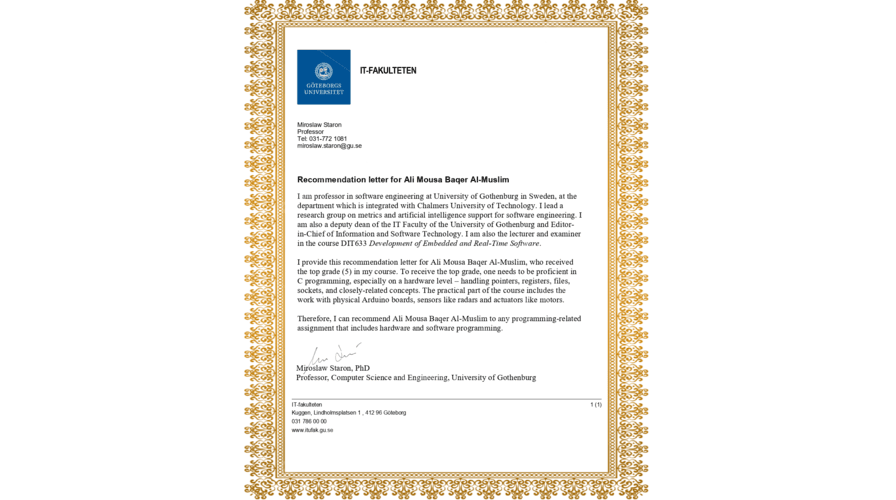 GÖTEBORGS
UNIVERSITET
IT-FAKULTETEN
Miroslaw Staron
Professor
Tel: 031-772 1081
miroslaw.staron@gu.se
Recommendation letter for Ali Mousa Baqer Al-Muslim
I am professor in software engineering at University of Gothenburg in Sweden, at the
department which is integrated with Chalmers University of Technology. I lead a
research group on metrics and artificial intelligence support for software engineering. I
am also a deputy dean of the IT Faculty of the University of Gothenburg and Editor-
in-Chief of Information and Software Technology. I am also the lecturer and examiner
in the course DIT633 Development of Embedded and Real-Time Software.
I provide this recommendation letter for Ali Mousa Baqer Al-Muslim, who received
the top grade (5) in my course. To receive the top grade, one needs to be proficient in
C programming, especially on a hardware level – handling pointers, registers, files,
sockets, and closely-related concepts. The practical part of the course includes the
work with physical Arduino boards, sensors like radars and actuators like motors.
Therefore, I can recommend Ali Mousa Baqer Al-Muslim to any programming-related
assignment that includes hardware and software programming.
Miroslaw Staron, PhD
Professor, Computer Science and Engineering, University of Gothenburg
IT-fakulteten 1 (1)
Kuggen, Lindholmsplatsen 1 , 412 96 Göteborg
031 786 00 00
www.itufak.gu.se